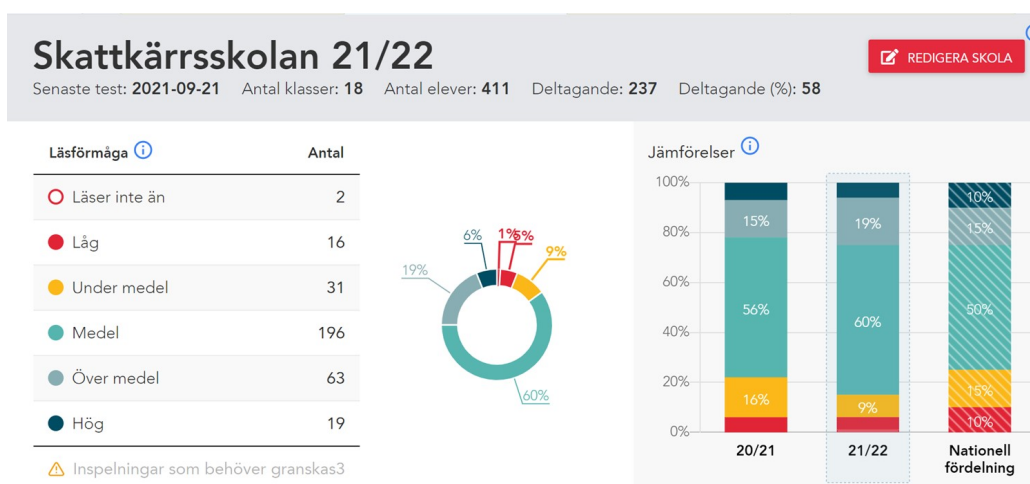 Skattkärrsskolan 21/22
REDIGERA SKOLA
Senaste test: 2021-09-21 Antal klasser: 18 Antal elever: 411 Deltagande: 237 Deltagande (%): 58
Läsförmåga Antal
Läser inte än 2
Låg 16
Under medel 31
Medel 196
Över medel 63
Hög 19
Inspelningar som behöver granskas3
6%
1%
5%
9%
19%
60%
Jämförelser
100%
80%
60%
40%
20%
0%
15%
56%
16%
19%
60%
9%
10%
15%
50%
15%
10%
20/21
21/22
Nationell
fördelning